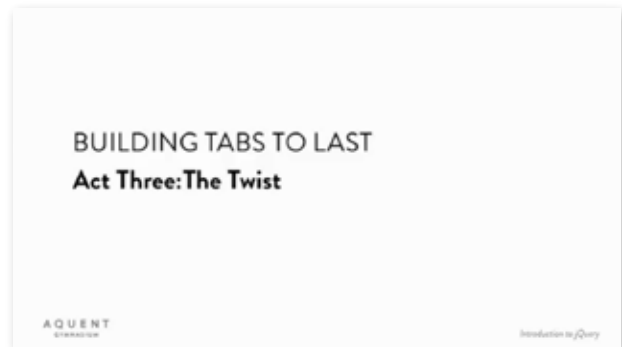 BUILDING TABS TO LAST
Act Three:The Twist
AQUENT
GYMNASIUM
Introduction to jQuery